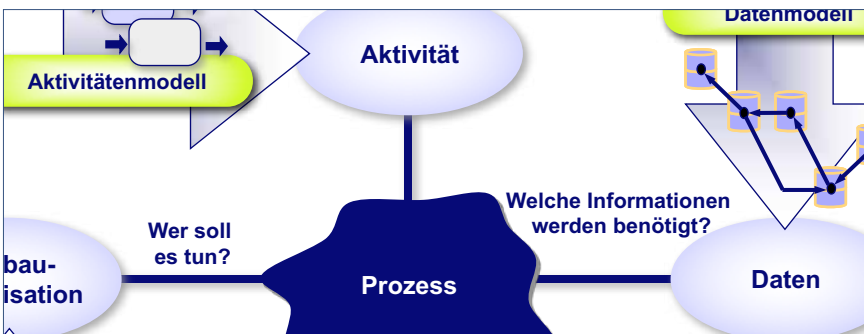 Datenmodell
Aktivität
Aktivitätenmodell
Welche Informationen
werden benötigt?
Wer soll
es tun?
bau-
isation
Prozess
Daten